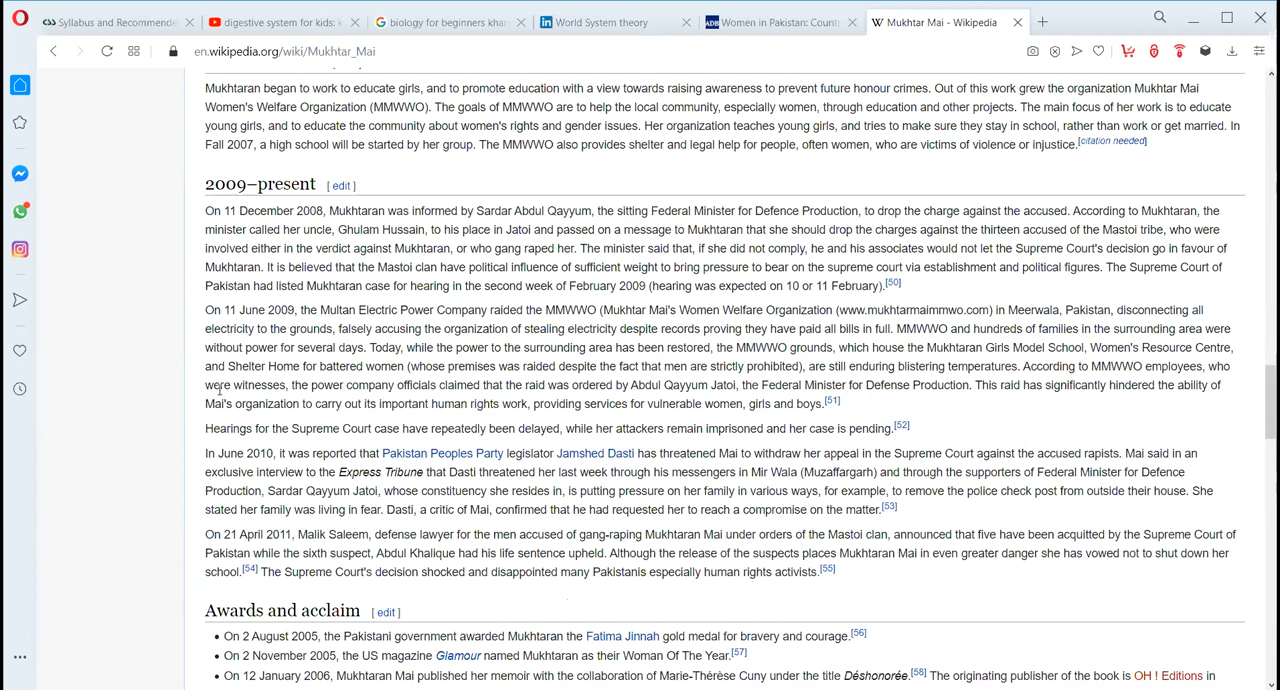 Syllabus and Recommende
digestive system for kids: k
biology for beginners khan
World System theory
Women in Pakistan: Count
Mukhtar Mai - Wikipedia
en.wikipedia.org/wiki/Mukhtar_Mai
Mukhtaran began to work to educate girls, and to promote education with a view towards raising awareness to prevent future honour crimes. Out of this work grew the organization Mukhtar Mai
Women's Welfare Organization (MMWWO). The goals of MMWWO are to help the local community, especially women, through education and other projects. The main focus of her work is to educate
young girls, and to educate the community about women's rights and gender issues. Her organization teaches young girls, and tries to make sure they stay in school, rather than work or get married. In
Fall 2007, a high school will be started by her group. The MMWWO also provides shelter and legal help for people, often women, who are victims of violence or injustice.[citation needed]
2009–present [ edit ]
On 11 December 2008, Mukhtaran was informed by Sardar Abdul Qayyum, the sitting Federal Minister for Defence Production, to drop the charge against the accused. According to Mukhtaran, the
minister called her uncle, Ghulam Hussain, to his place in Jatoi and passed on a message to Mukhtaran that she should drop the charges against the thirteen accused of the Mastoi tribe, who were
involved either in the verdict against Mukhtaran, or who gang raped her. The minister said that, if she did not comply, he and his associates would not let the Supreme Court's decision go in favour of
Mukhtaran. It is believed that the Mastoi clan have political influence of sufficient weight to bring pressure to bear on the supreme court via establishment and political figures. The Supreme Court of
Pakistan had listed Mukhtaran case for hearing in the second week of February 2009 (hearing was expected on 10 or 11 February).[50]
On 11 June 2009, the Multan Electric Power Company raided the MMWWO (Mukhtar Mai's Women Welfare Organization (www.mukhtarmaimmwo.com) in Meerwala, Pakistan, disconnecting all
electricity to the grounds, falsely accusing the organization of stealing electricity despite records proving they have paid all bills in full. MMWWO and hundreds of families in the surrounding area were
without power for several days. Today, while the power to the surrounding area has been restored, the MMWWO grounds, which house the Mukhtaran Girls Model School, Women's Resource Centre,
and Shelter Home for battered women (whose premises was raided despite the fact that men are strictly prohibited), are still enduring blistering temperatures. According to MMWWO employees, who
were witnesses, the power company officials claimed that the raid was ordered by Abdul Qayyum Jatoi, the Federal Minister for Defense Production. This raid has significantly hindered the ability of
Mai's organization to carry out its important human rights work, providing services for vulnerable women, girls and boys.[51]
Hearings for the Supreme Court case have repeatedly been delayed, while her attackers remain imprisoned and her case is pending.[52]
In June 2010, it was reported that Pakistan Peoples Party legislator Jamshed Dasti has threatened Mai to withdraw her appeal in the Supreme Court against the accused rapists. Mai said in an
exclusive interview to the Express Tribune that Dasti threatened her last week through his messengers in Mir Wala (Muzaffargarh) and through the supporters of Federal Minister for Defence
Production, Sardar Qayyum Jatoi, whose constituency she resides in, is putting pressure on her family in various ways, for example, to remove the police check post from outside their house. She
stated her family was living in fear. Dasti, a critic of Mai, confirmed that he had requested her to reach a compromise on the matter.[53]
On 21 April 2011, Malik Saleem, defense lawyer for the men accused of gang-raping Mukhtaran Mai under orders of the Mastoi clan, announced that five have been acquitted by the Supreme Court of
Pakistan while the sixth suspect, Abdul Khalique had his life sentence upheld. Although the release of the suspects places Mukhtaran Mai in even greater danger she has vowed not to shut down her
school.[54] The Supreme Court's decision shocked and disappointed many Pakistanis especially human rights activists.[55]
Awards and acclaim [ edit ]
• On 2 August 2005, the Pakistani government awarded Mukhtaran the Fatima Jinnah gold medal for bravery and courage.[56]
• On 2 November 2005, the US magazine Glamour named Mukhtaran as their Woman Of The Year.[57]
• On 12 January 2006, Mukhtaran Mai published her memoir with the collaboration of Marie-Thérèse Cuny under the title Déshonorée.[58] The originating publisher of the book is OH ! Editions in